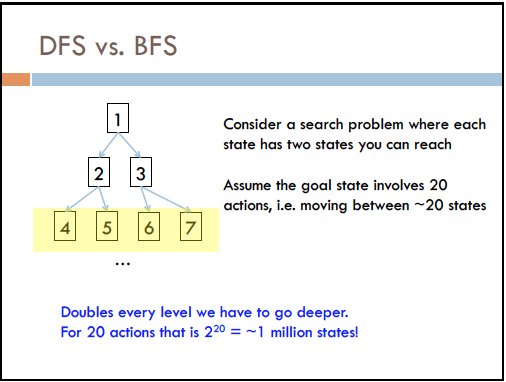 DFS vs. BFS
1
Consider a search problem where each
state has two states you can reach
2 3
Assume the goal state involves 20
actions, i.e. moving between ~20 states
4 5 6 7
...
Doubles every level we have to go deeper.
For 20 actions that is 2²⁰ = ~1 million states!